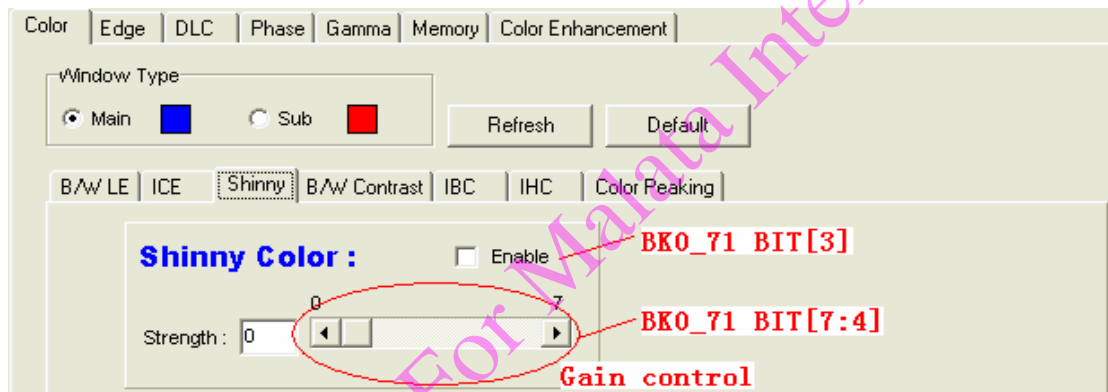 Color Edge DLC Phase Gamma Memory Color Enhancement
Window Type
Main Sub Refresh Default
B/W LE ICE Shinny B/W Contrast IBC IHC Color Peaking
Shinny Color : Enable BK0_71 BIT[3]
0 7
Strength : 0 BK0_71 BIT[7:4]
Gain control
For Malata Inte